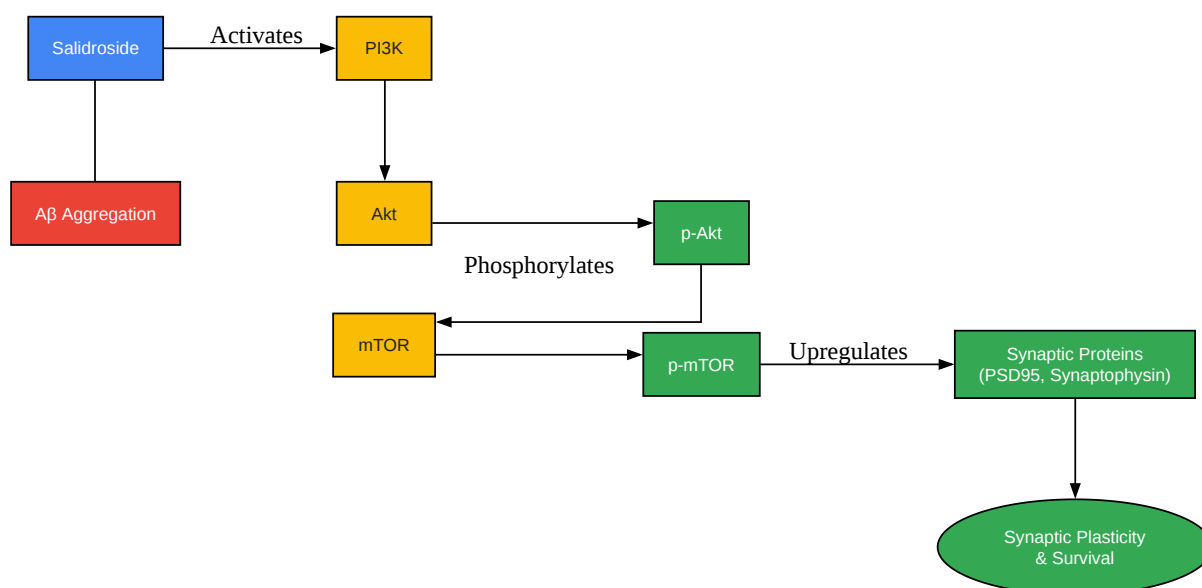 Salidroside
Activates
PI3K
Aβ Aggregation
Akt
p-Akt
Phosphorylates
mTOR
p-mTOR
Upregulates
Synaptic Proteins
(PSD95, Synaptophysin)
Synaptic Plasticity
& Survival